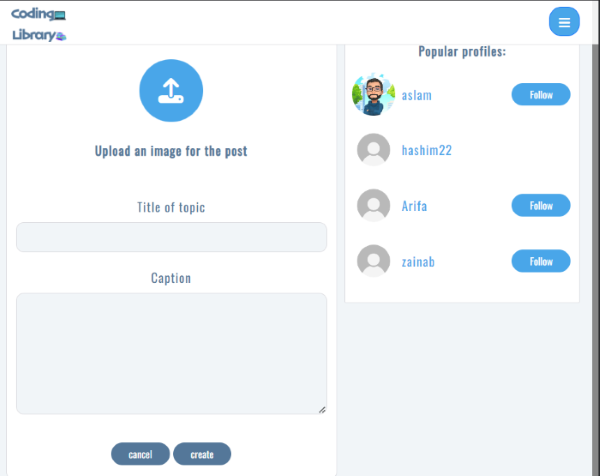 Coding
Library
Upload an image for the post
Title of topic
Caption
cancel
create
Popular profiles:
aslam
Follow
hashim22
Arifa
Follow
zainab
Follow